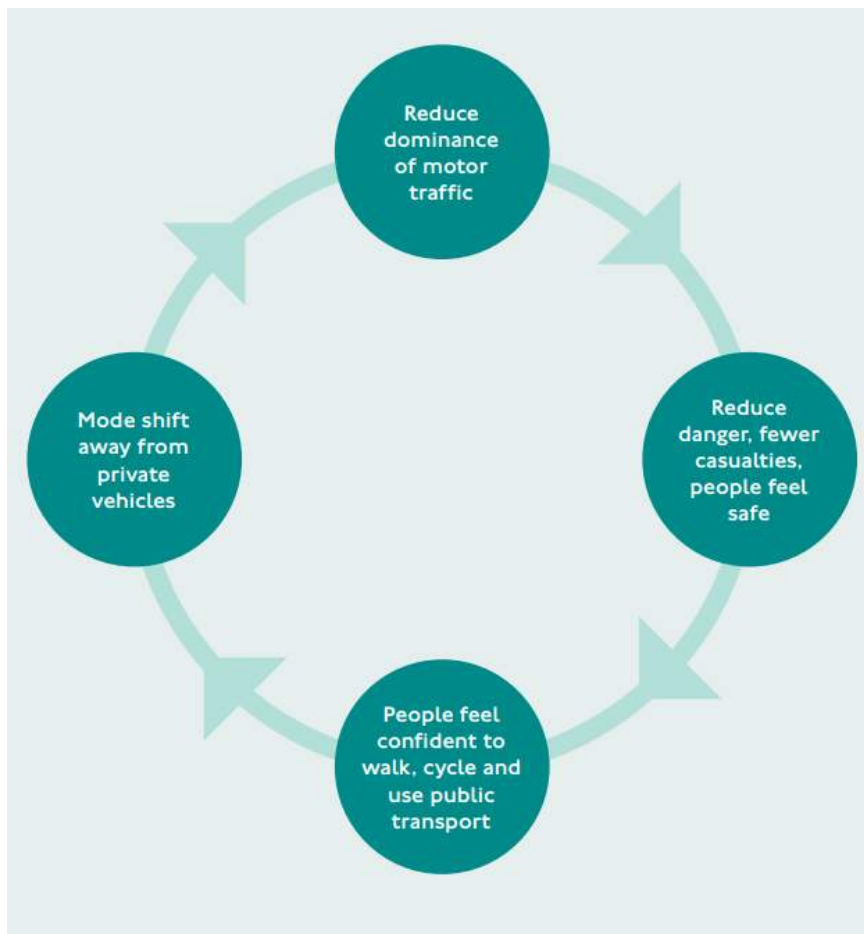 Reduce
dominance
of motor
traffic
Reduce
danger, fewer
casualties,
people feel
safe
People feel
confident to
walk, cycle and
use public
transport
Mode shift
away from
private
vehicles